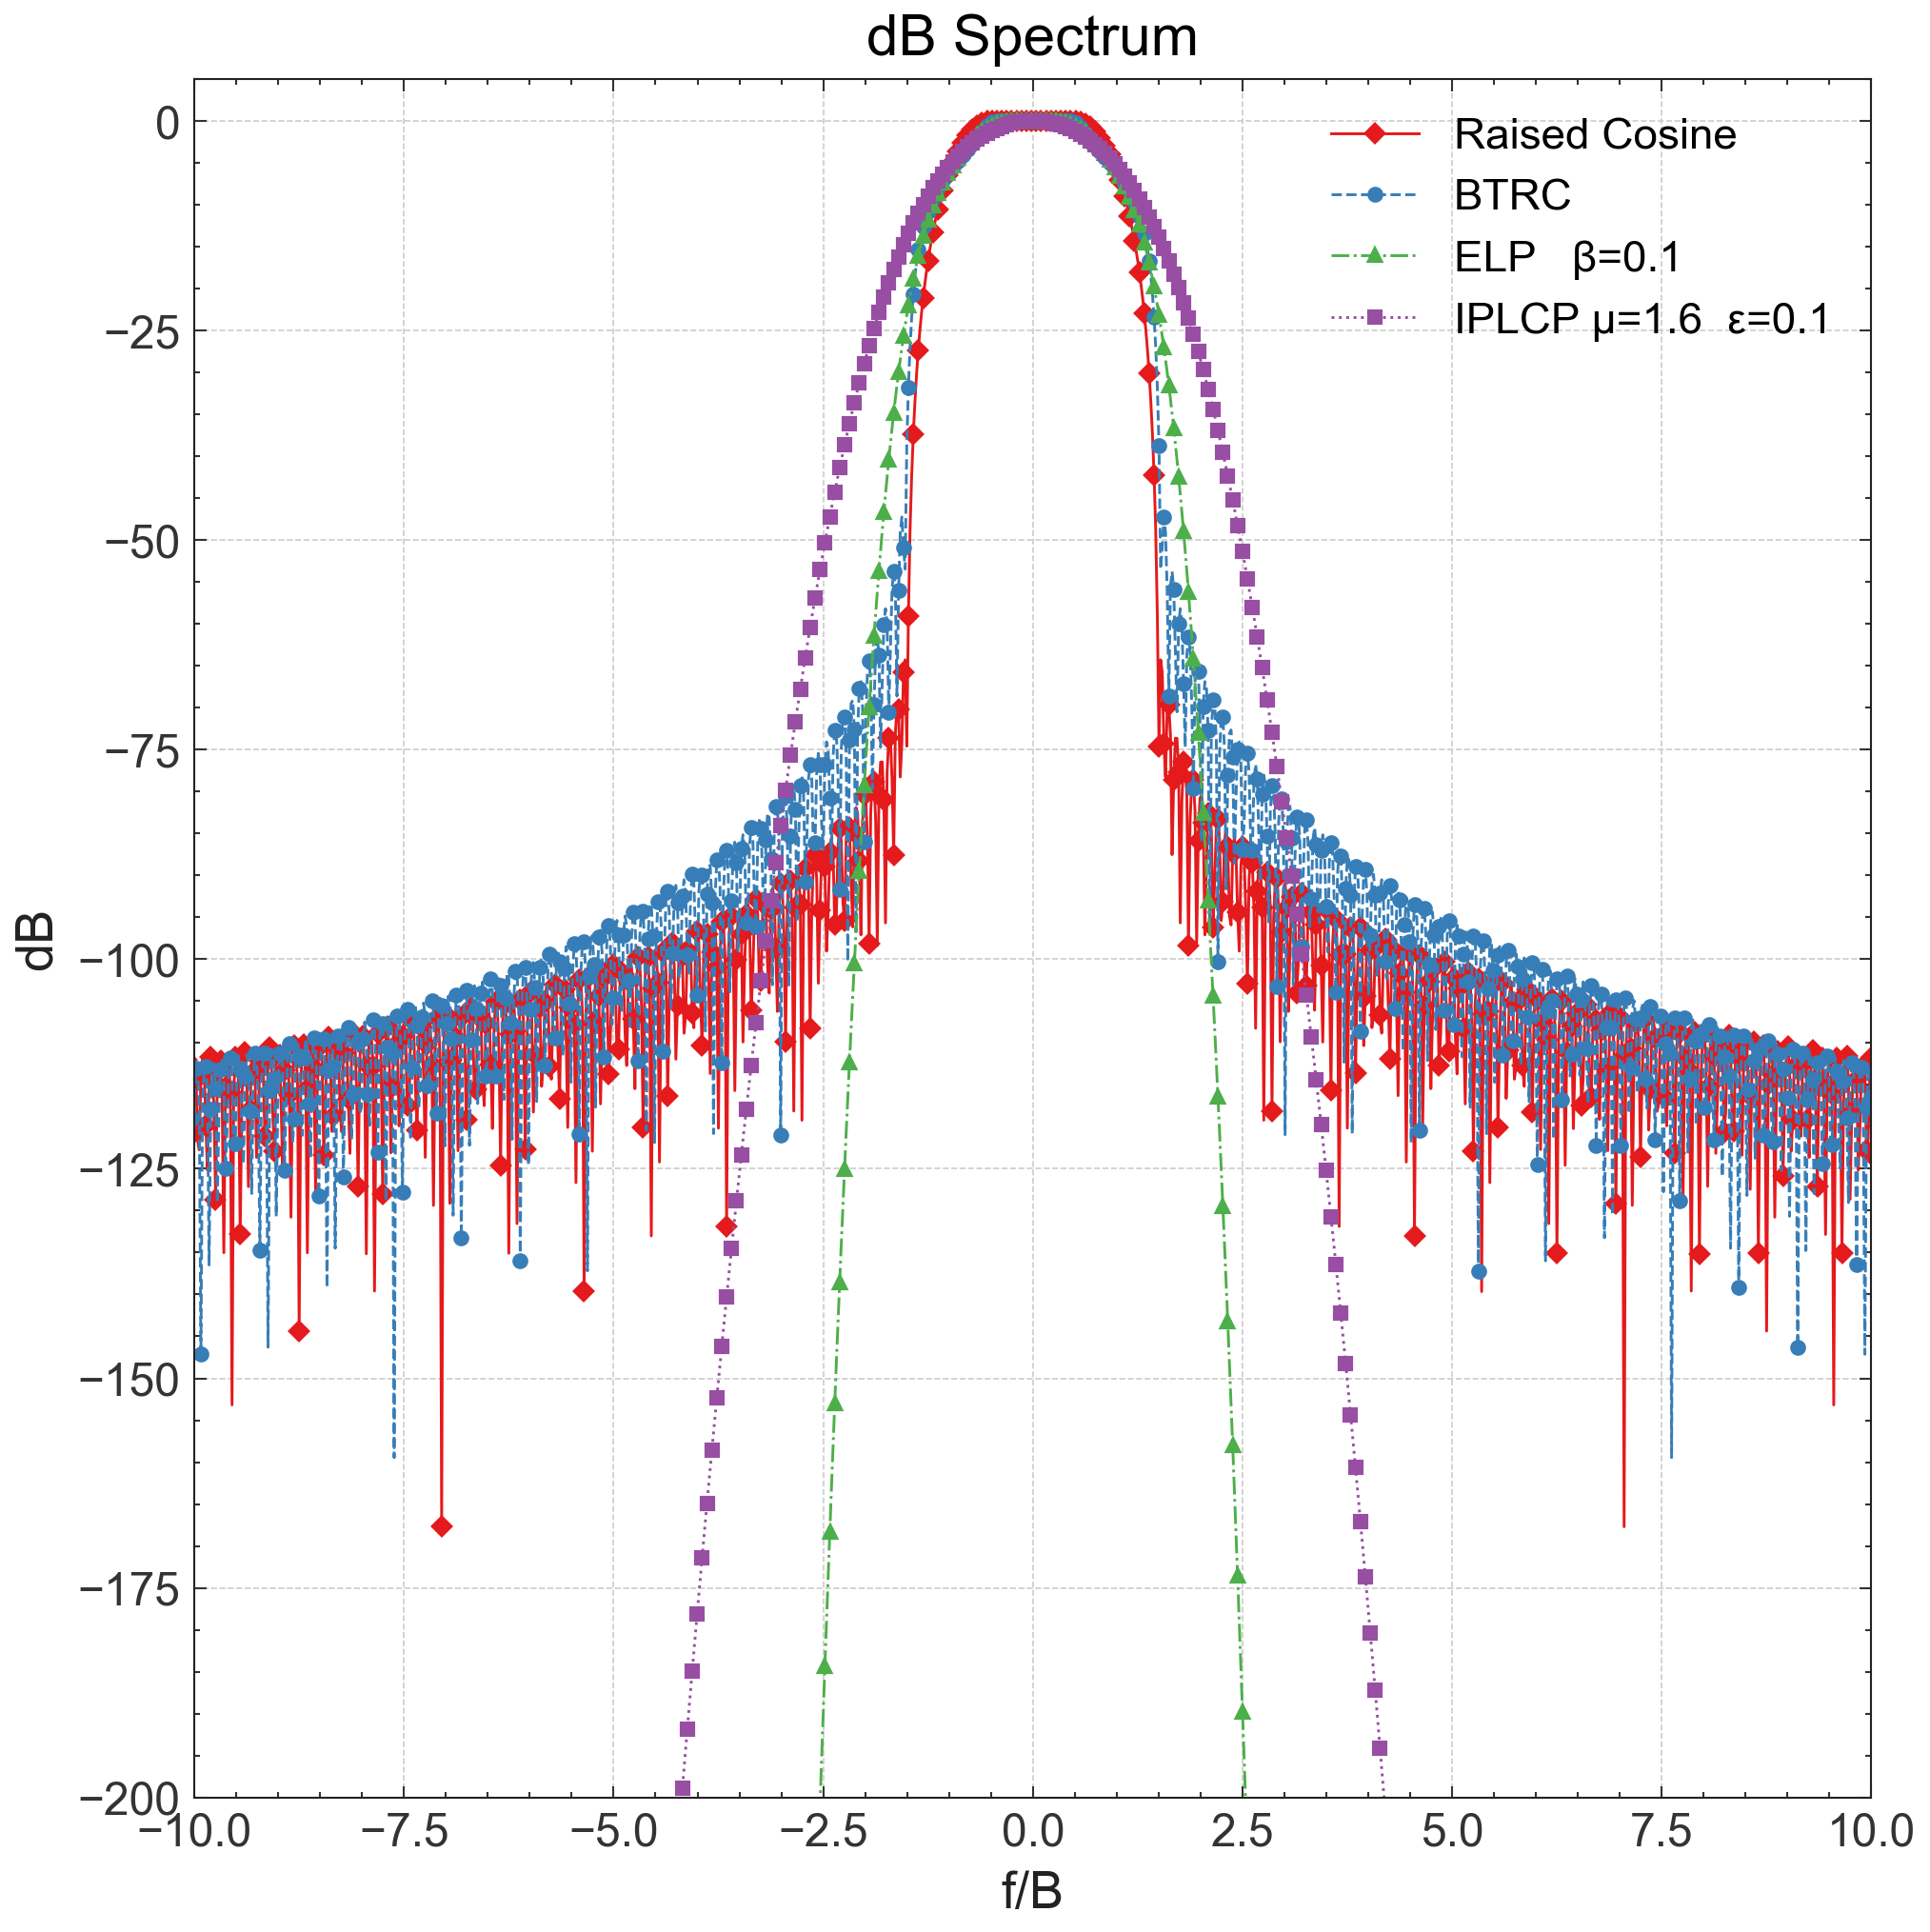 dB Spectrum
Raised Cosine
BTRC
ELP β=0.1
IPLCP μ=1.6 ε=0.1
dB
0
−25
−50
−75
−100
−125
−150
−175
−200
−10.0 −7.5 −5.0 −2.5 0.0 2.5 5.0 7.5 10.0
f/B